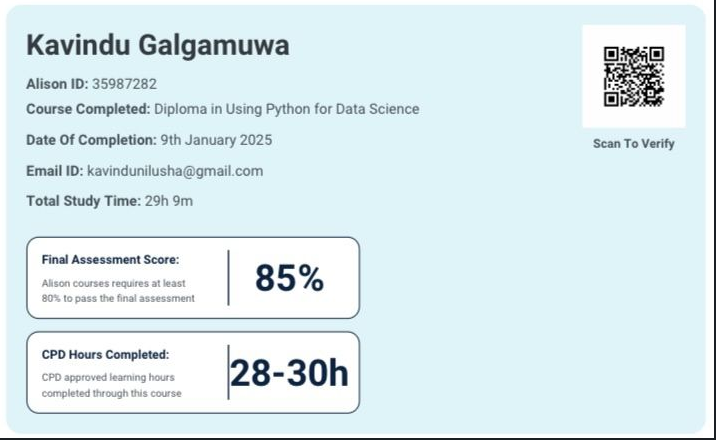 Kavindu Galgamuwa
Alison ID: 35987282
Course Completed: Diploma in Using Python for Data Science
Date Of Completion: 9th January 2025
Email ID: kavindunilusha@gmail.com
Total Study Time: 29h 9m
Scan To Verify
Final Assessment Score:
Alison courses requires at least
80% to pass the final assessment
85%
CPD Hours Completed:
CPD approved learning hours
completed through this course
28-30h